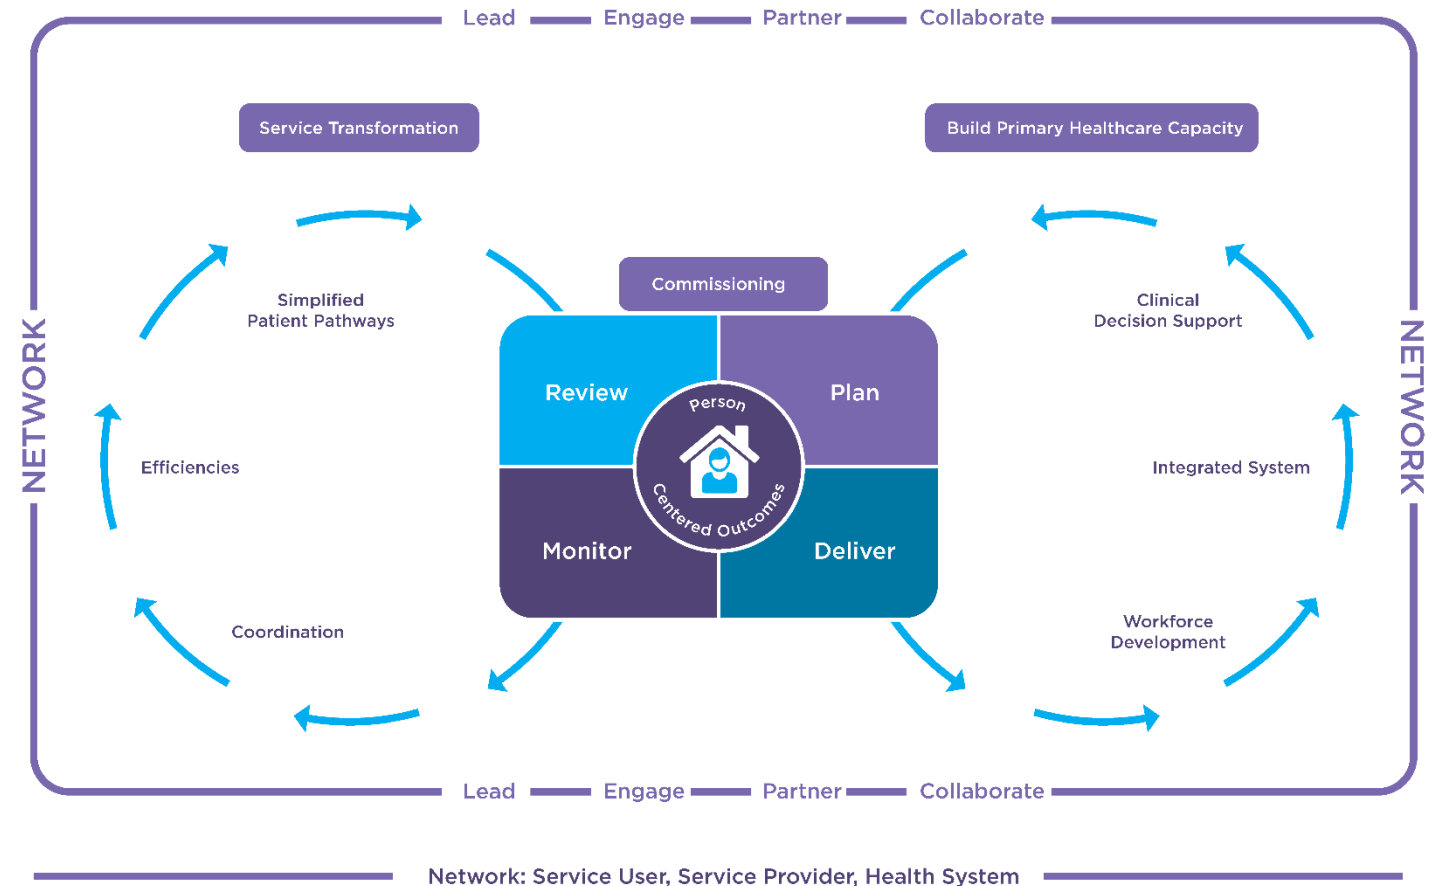 Lead Engage Partner Collaborate
Service Transformation
Build Primary Healthcare Capacity
Commissioning
Simplified
Patient Pathways
Clinical
Decision Support
NETWORK
NETWORK
Review
Plan
Person
Centered Outcomes
Efficiencies
Integrated System
Monitor
Deliver
Coordination
Workforce
Development
Lead Engage Partner Collaborate
Network: Service User, Service Provider, Health System